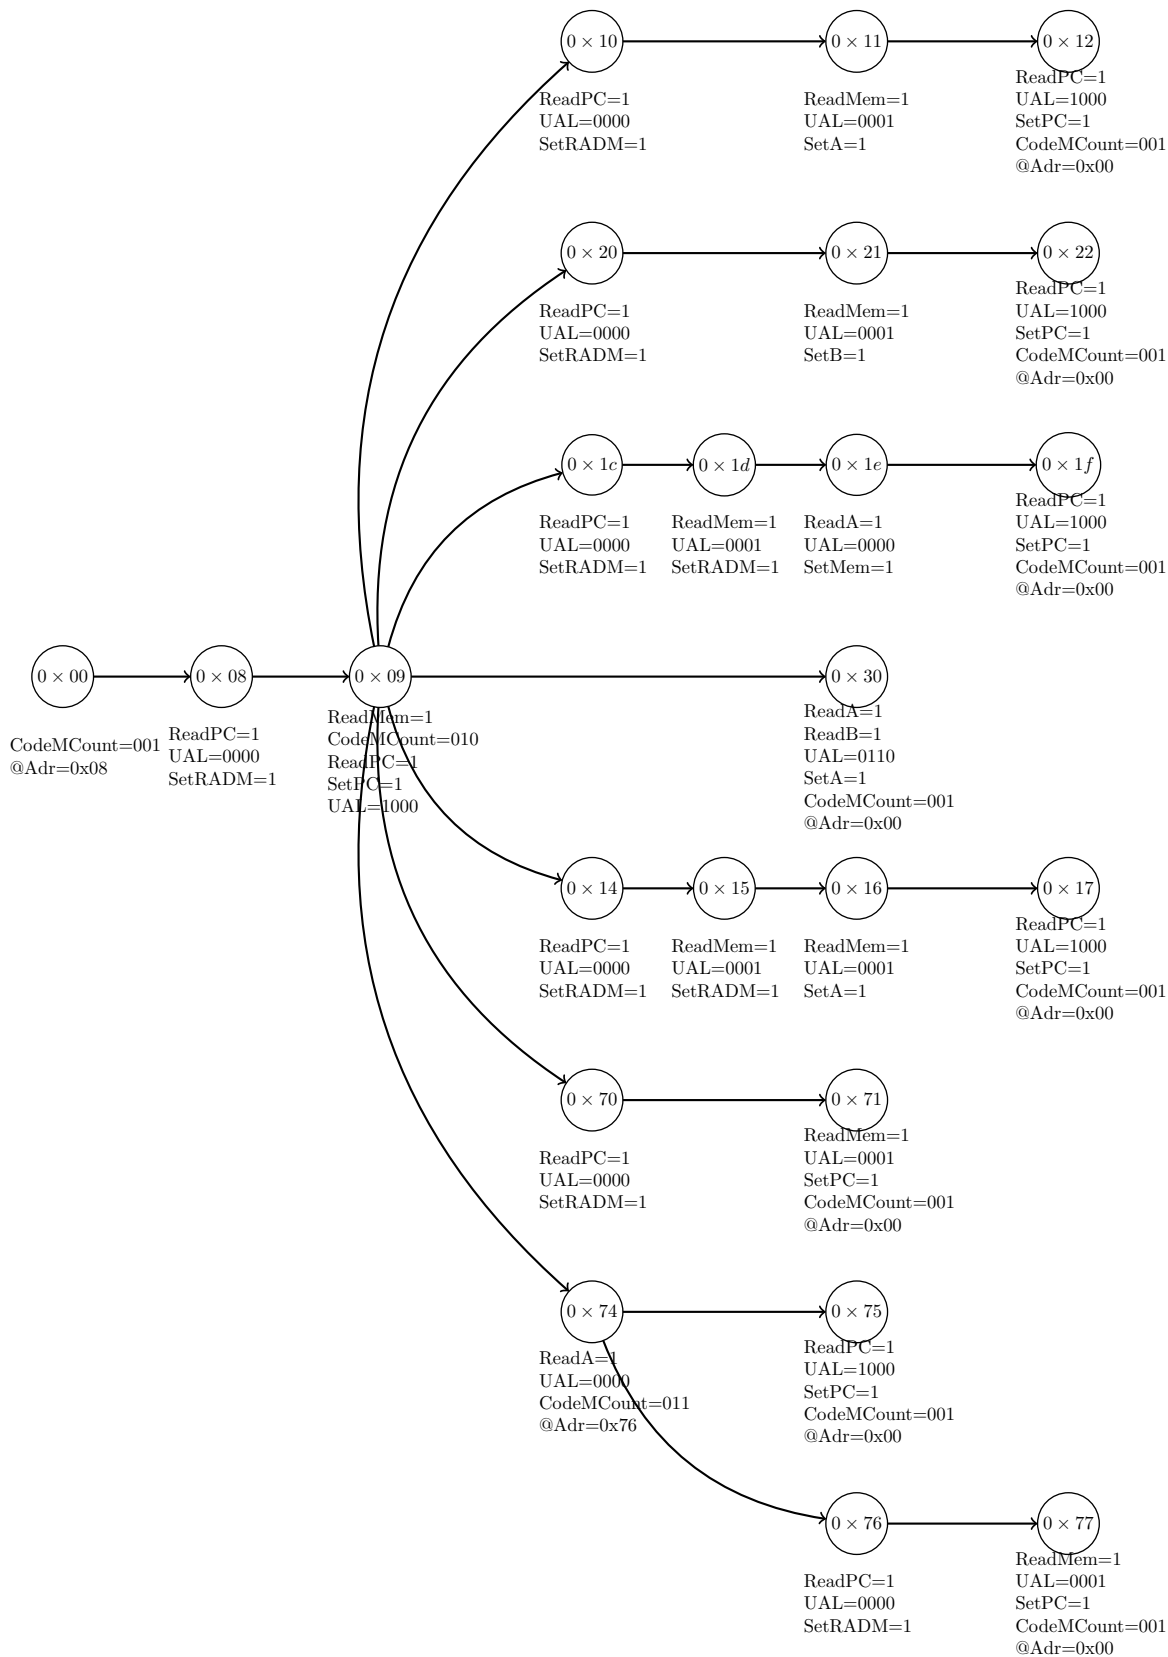 0 × 10
0 × 11
0 × 12
ReadPC=1
UAL=0000
SetRADM=1
ReadMem=1
UAL=0001
SetA=1
ReadPC=1
UAL=1000
SetPC=1
CodeMCount=001
@Adr=0x00
0 × 20
0 × 21
0 × 22
ReadPC=1
UAL=0000
SetRADM=1
ReadMem=1
UAL=0001
SetB=1
ReadPC=1
UAL=1000
SetPC=1
CodeMCount=001
@Adr=0x00
0 × 1c
0 × 1d
0 × 1e
0 × 1f
ReadPC=1
UAL=0000
SetRADM=1
ReadMem=1
UAL=0001
SetRADM=1
ReadA=1
UAL=0000
SetMem=1
ReadPC=1
UAL=1000
SetPC=1
CodeMCount=001
@Adr=0x00
0 × 00
0 × 08
0 × 09
0 × 30
CodeMCount=001
@Adr=0x08
ReadPC=1
UAL=0000
SetRADM=1
ReadMem=1
CodeMCount=010
ReadPC=1
SetPC=1
UAL=1000
ReadA=1
ReadB=1
UAL=0110
SetA=1
CodeMCount=001
@Adr=0x00
0 × 14
0 × 15
0 × 16
0 × 17
ReadPC=1
UAL=0000
SetRADM=1
ReadMem=1
UAL=0001
SetRADM=1
ReadMem=1
UAL=0001
SetA=1
ReadPC=1
UAL=1000
SetPC=1
CodeMCount=001
@Adr=0x00
0 × 70
0 × 71
ReadPC=1
UAL=0000
SetRADM=1
ReadMem=1
UAL=0001
SetPC=1
CodeMCount=001
@Adr=0x00
0 × 74
0 × 75
ReadA=1
UAL=0000
CodeMCount=011
@Adr=0x76
ReadPC=1
UAL=1000
SetPC=1
CodeMCount=001
@Adr=0x00
0 × 76
0 × 77
ReadPC=1
UAL=0000
SetRADM=1
ReadMem=1
UAL=0001
SetPC=1
CodeMCount=001
@Adr=0x00